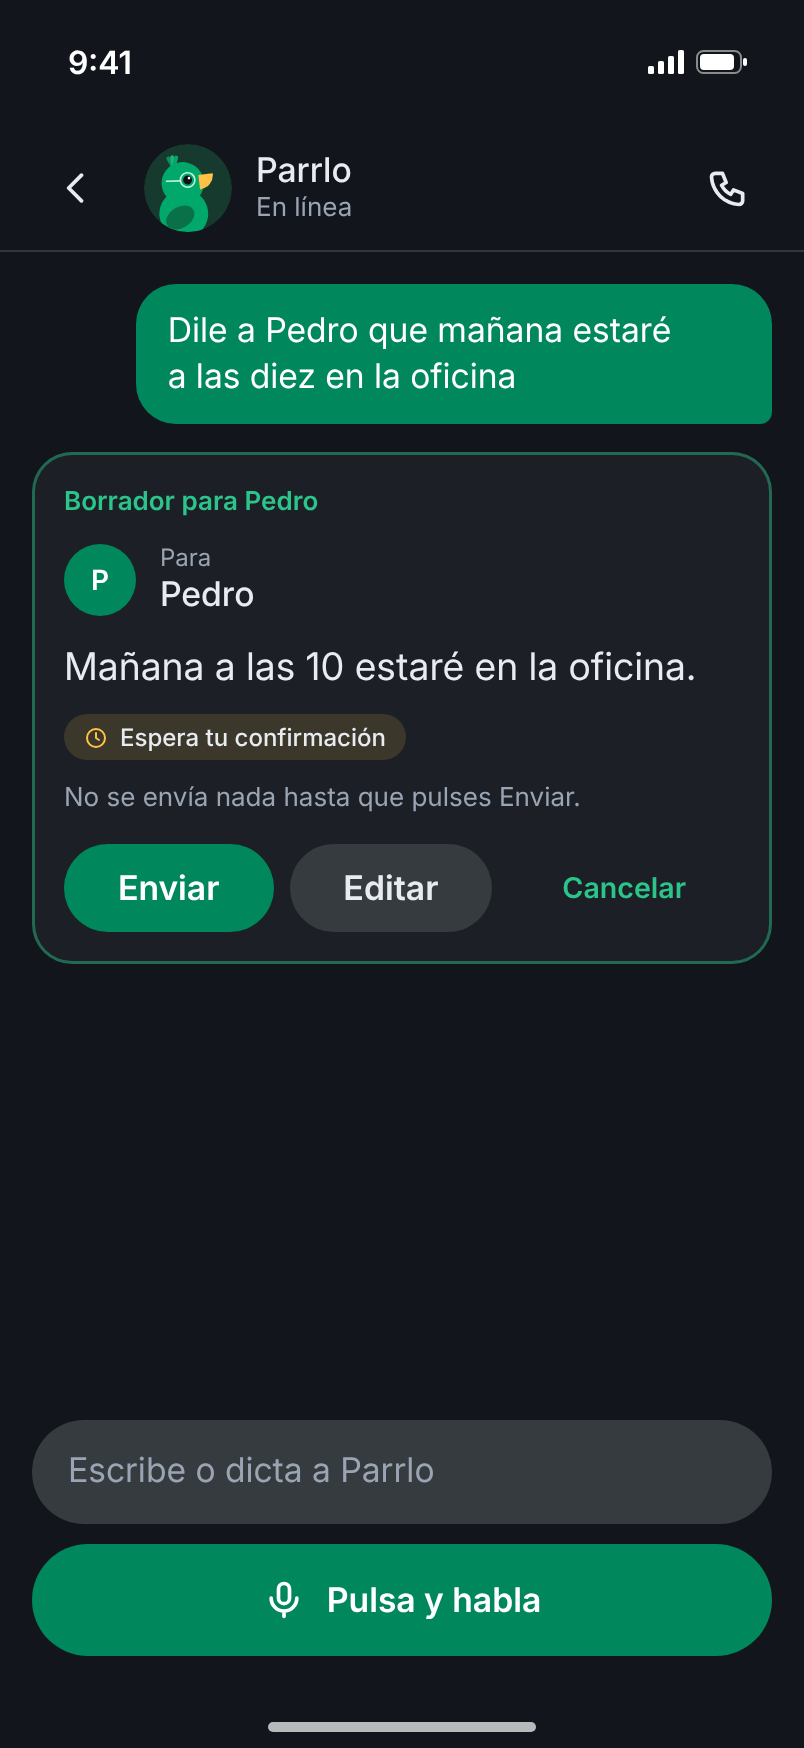 9:41
Parrlo
En línea
Dile a Pedro que mañana estaré
a las diez en la oficina
Borrador para Pedro
P
Para
Pedro
Mañana a las 10 estaré en la oficina.
Espera tu confirmación
No se envía nada hasta que pulses Enviar.
Enviar
Editar
Cancelar
Escribe o dicta a Parrlo
Pulsa y habla